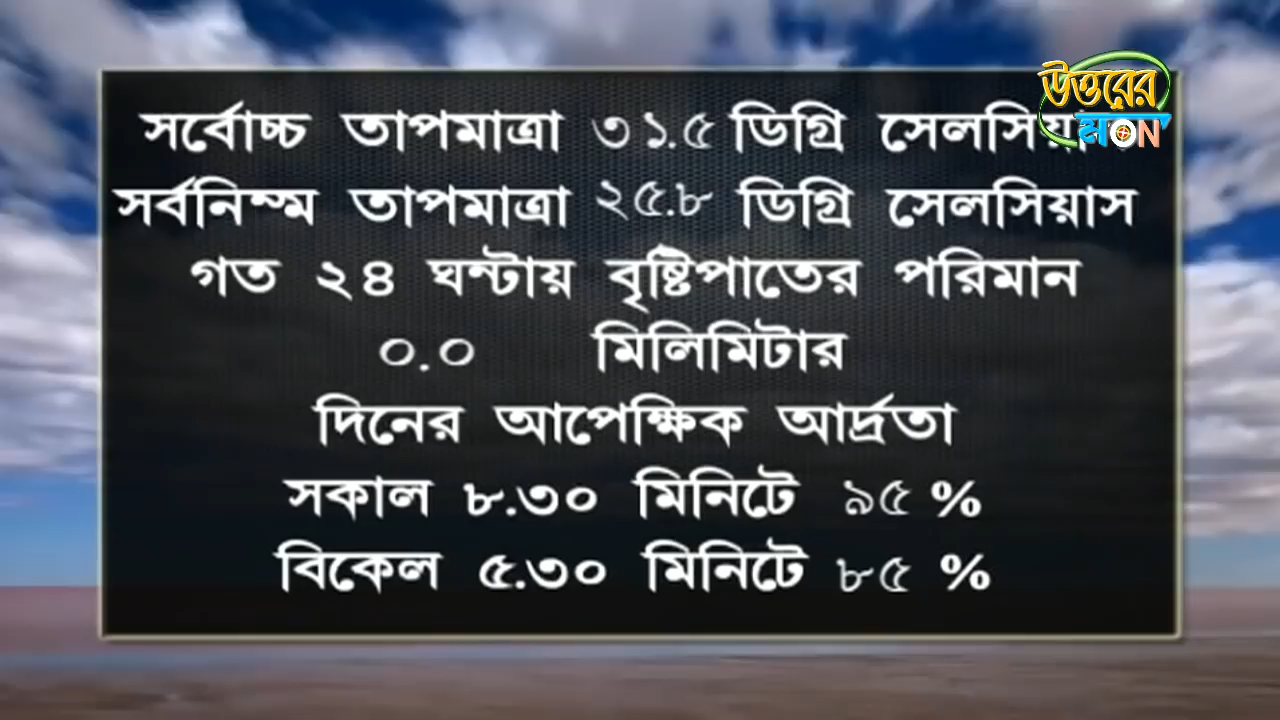 উত্তরের
মON
সর্বোচ্চ তাপমাত্রা ৩১.৫ ডিগ্রি সেলসিয়াস
সর্বনিম্ম তাপমাত্রা ২৫.৮ ডিগ্রি সেলসিয়াস
গত ২৪ ঘন্টায় বৃষ্টিপাতের পরিমান
০.০ মিলিমিটার
দিনের আপেক্ষিক আর্দ্রতা
সকাল ৮.৩০ মিনিটে ৯৫ %
বিকেল ৫.৩০ মিনিটে ৮৫ %